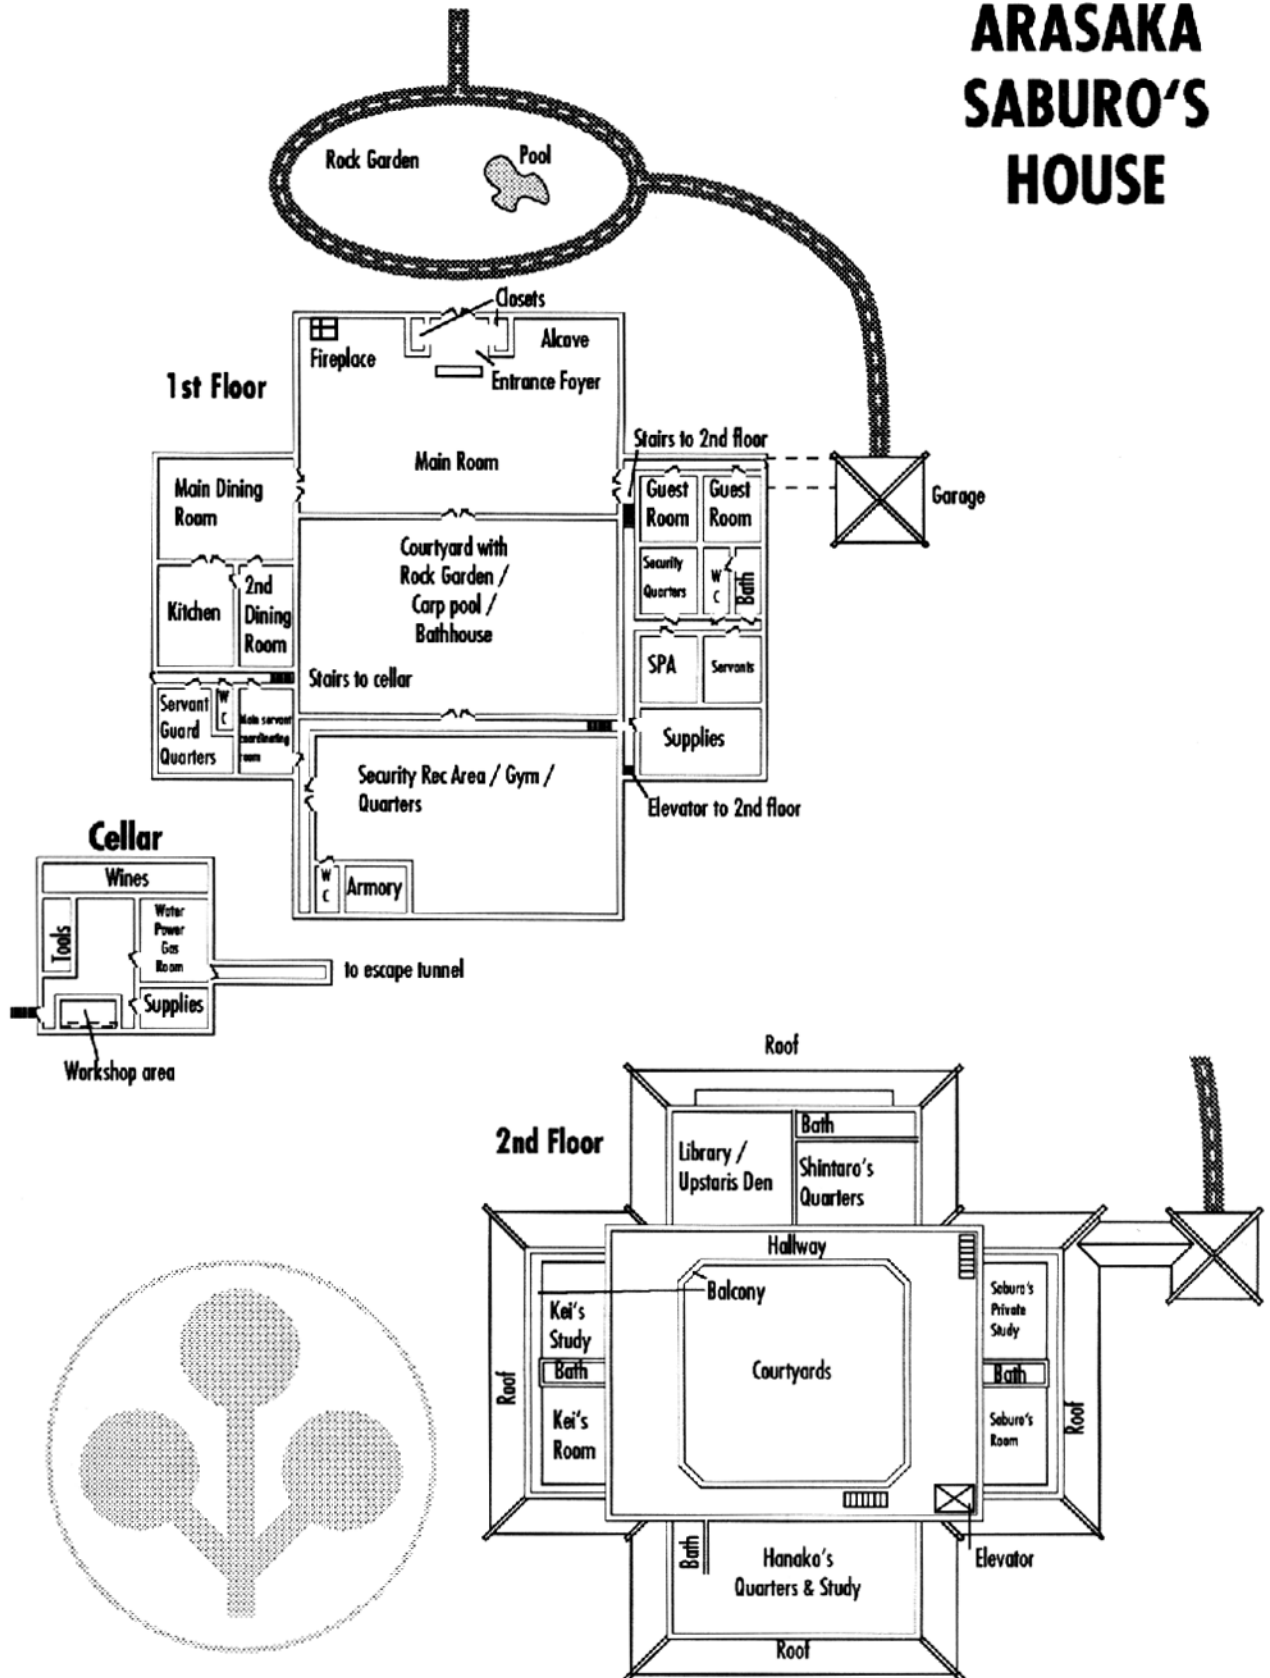 ARASAKA
SABURO'S
HOUSE
Rock Garden
Pool
Closets
Fireplace
Alcave
Entrance Foyer
1st Floor
Stairs to 2nd floor
Main Room
Main Dining
Room
Guest
Room
Guest
Room
Garage
Courtyard with
Rock Garden /
Carp pool /
Bathhouse
Security
Quarters
W
C
Bath
Kitchen
2nd
Dining
Room
SPA
Servants
Stairs to cellar
Servant
Guard
Quarters
W
C
Main servant
coordinating
room
Supplies
Security Rec Area / Gym /
Quarters
Elevator to 2nd floor
W
C
Armory
Cellar
Wines
Tools
Water
Power
Gas
Room
to escape tunnel
Supplies
Workshop area
Roof
2nd Floor
Bath
Library /
Upstaris Den
Shintaro's
Quarters
Hallway
Balcony
Kei's
Study
Saburo's
Private
Study
Roof
Bath
Courtyards
Bath
Roof
Kei's
Room
Saburo's
Room
Bath
Hanako's
Quarters & Study
Elevator
Roof